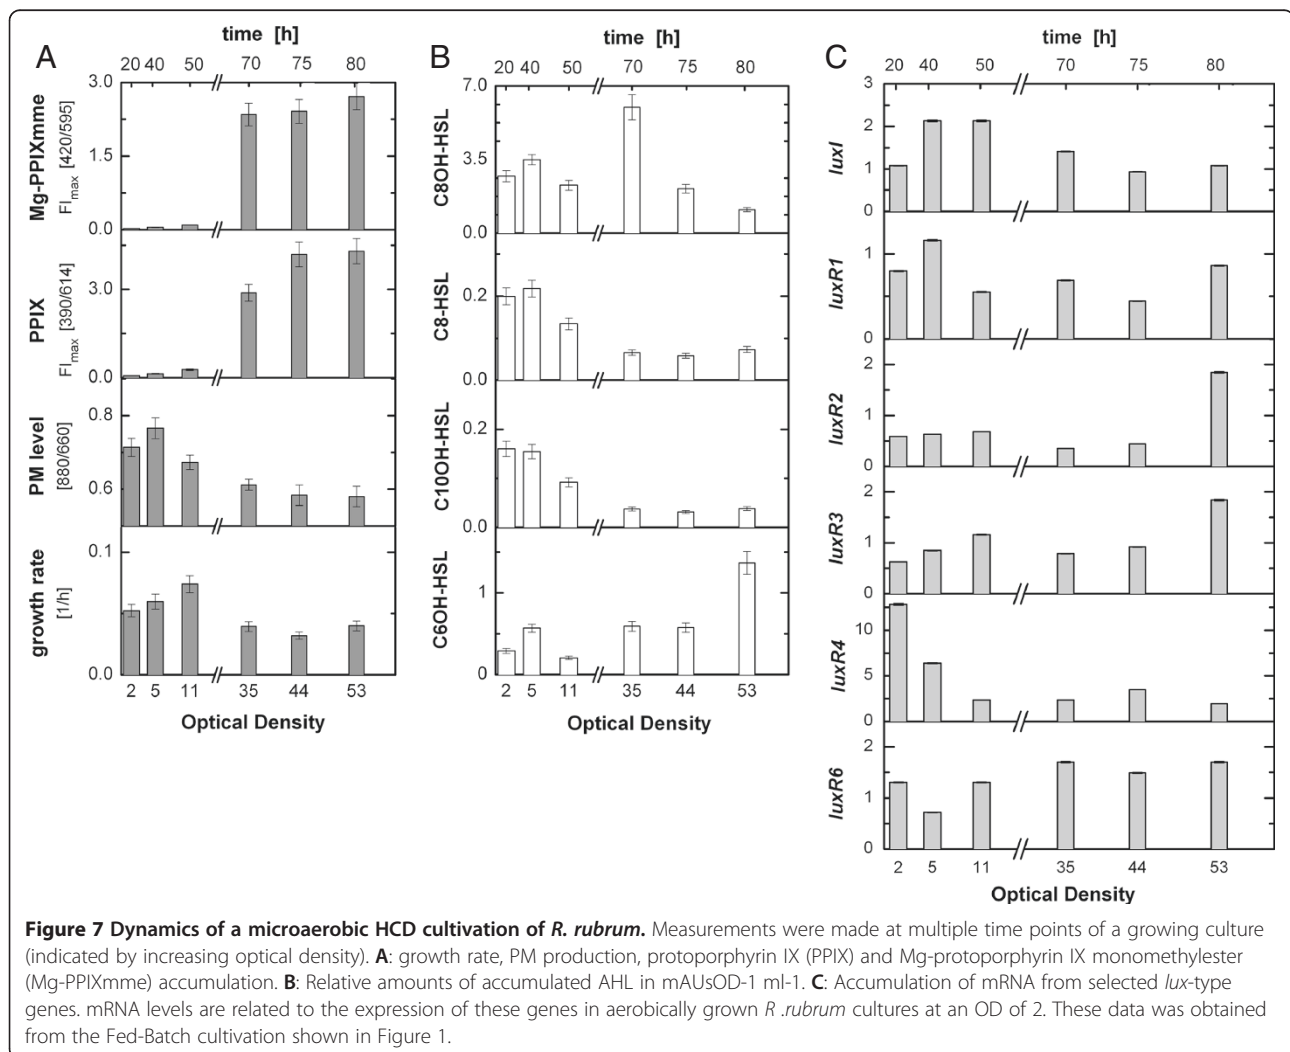 A
time [h]
20 40 50 70 75 80
Mg-PPIXmme
FImax [420/595]
3.0
1.5
0.0
PPIX
FImax [390/614]
3.0
0.0
PM level
[880/660]
0.8
0.6
growth rate
[1/h]
0.1
0.0
2 5 11 35 44 53
Optical Density
B
time [h]
20 40 50 70 75 80
C8OH-HSL
7.0
3.5
0.0
C8-HSL
0.2
0.0
C10OH-HSL
0.2
0.0
C6OH-HSL
1
0
2 5 11 35 44 53
Optical Density
C
time [h]
20 40 50 70 75 80
luxI
3
2
1
0
luxR1
1
0
luxR2
2
1
0
luxR3
2
1
0
luxR4
10
5
0
luxR6
2
1
0
2 5 11 35 44 53
Optical Density
Figure 7 Dynamics of a microaerobic HCD cultivation of R. rubrum. Measurements were made at multiple time points of a growing culture
(indicated by increasing optical density). A: growth rate, PM production, protoporphyrin IX (PPIX) and Mg-protoporphyrin IX monomethylester
(Mg-PPIXmme) accumulation. B: Relative amounts of accumulated AHL in mAUsOD-1 ml-1. C: Accumulation of mRNA from selected lux-type
genes. mRNA levels are related to the expression of these genes in aerobically grown R .rubrum cultures at an OD of 2. These data was obtained
from the Fed-Batch cultivation shown in Figure 1.